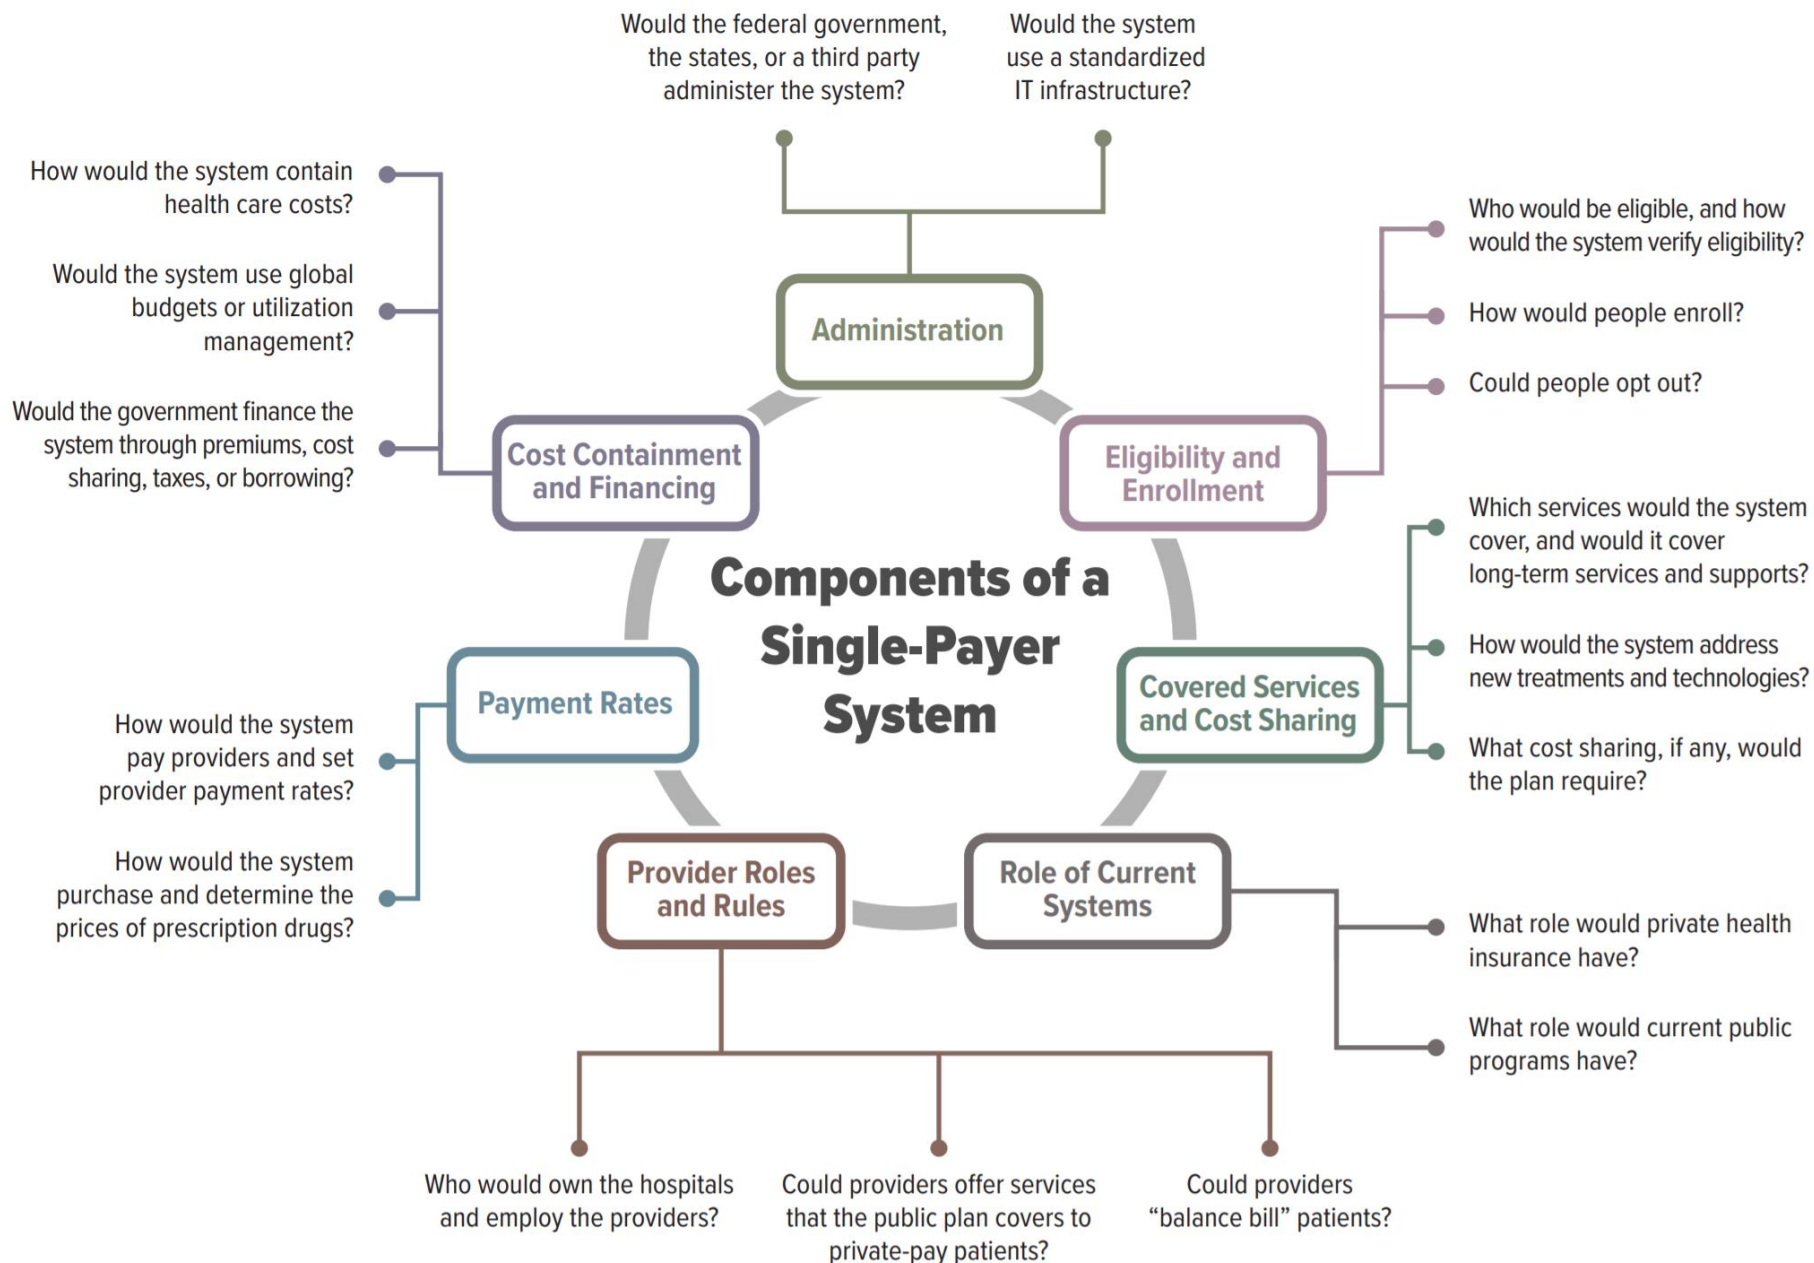 Would the federal government,
the states, or a third party
administer the system?
Would the system
use a standardized
IT infrastructure?
Administration
How would the system contain
health care costs?
Would the system use global
budgets or utilization
management?
Would the government finance the
system through premiums, cost
sharing, taxes, or borrowing?
Cost Containment
and Financing
Who would be eligible, and how
would the system verify eligibility?
How would people enroll?
Could people opt out?
Eligibility and
Enrollment
Components of a
Single-Payer
System
Which services would the system
cover, and would it cover
long-term services and supports?
How would the system address
new treatments and technologies?
What cost sharing, if any, would
the plan require?
Covered Services
and Cost Sharing
Payment Rates
How would the system
pay providers and set
provider payment rates?
How would the system
purchase and determine the
prices of prescription drugs?
Provider Roles
and Rules
Role of Current
Systems
What role would private health
insurance have?
What role would current public
programs have?
Who would own the hospitals
and employ the providers?
Could providers offer services
that the public plan covers to
private-pay patients?
Could providers
“balance bill” patients?